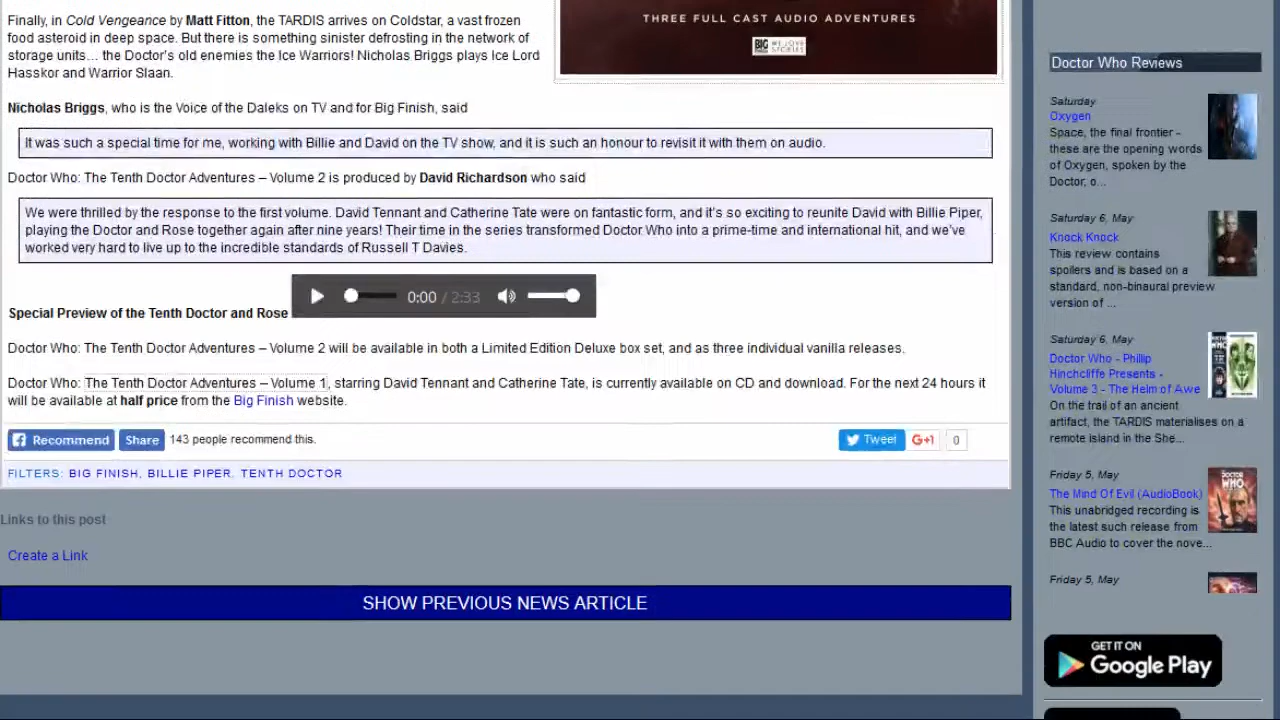 THREE FULL CAST AUDIO ADVENTURES
BIG
WE LOVE
STORIES
Finally, in Cold Vengeance by Matt Fitton, the TARDIS arrives on Coldstar, a vast frozen
food asteroid in deep space. But there is something sinister defrosting in the network of
storage units… the Doctor's old enemies the Ice Warriors! Nicholas Briggs plays Ice Lord
Hasskor and Warrior Slaan.
Nicholas Briggs, who is the Voice of the Daleks on TV and for Big Finish, said
It was such a special time for me, working with Billie and David on the TV show, and it is such an honour to revisit it with them on audio.
Doctor Who: The Tenth Doctor Adventures – Volume 2 is produced by David Richardson who said
We were thrilled by the response to the first volume. David Tennant and Catherine Tate were on fantastic form, and it's so exciting to reunite David with Billie Piper,
playing the Doctor and Rose together again after nine years! Their time in the series transformed Doctor Who into a prime-time and international hit, and we've
worked very hard to live up to the incredible standards of Russell T Davies.
0:00 / 2:33
Special Preview of the Tenth Doctor and Rose
Doctor Who: The Tenth Doctor Adventures – Volume 2 will be available in both a Limited Edition Deluxe box set, and as three individual vanilla releases.
Doctor Who: The Tenth Doctor Adventures – Volume 1, starring David Tennant and Catherine Tate, is currently available on CD and download. For the next 24 hours it
will be available at half price from the Big Finish website.
Recommend Share 143 people recommend this.
Tweet G+1 0
FILTERS: BIG FINISH, BILLIE PIPER, TENTH DOCTOR
Links to this post
Create a Link
SHOW PREVIOUS NEWS ARTICLE
Doctor Who Reviews
Saturday
Oxygen
Space, the final frontier -
these are the opening words
of Oxygen, spoken by the
Doctor, o...
Saturday 6, May
Knock Knock
This review contains
spoilers and is based on a
standard, non-binaural preview
version of ...
Saturday 6, May
Doctor Who - Phillip
Hinchcliffe Presents -
Volume 3 - The Helm of Awe
On the trail of an ancient
artifact, the TARDIS materialises on a
remote island in the She...
Friday 5, May
The Mind Of Evil (AudioBook)
This unabridged recording is
the latest such release from
BBC Audio to cover the nove...
Friday 5, May
GET IT ON
Google Play